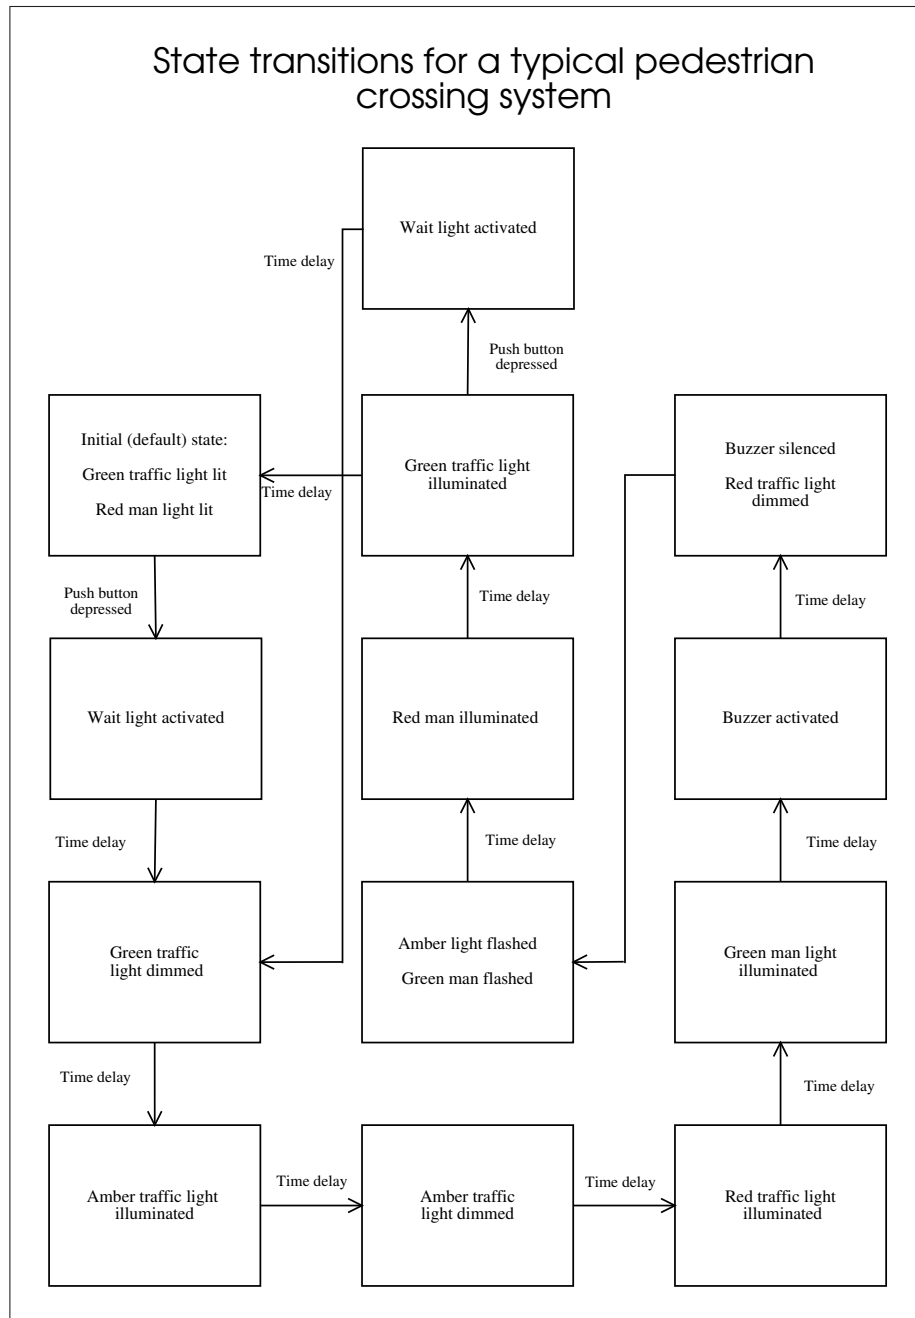 State transitions for a typical pedestrian
crossing system
Wait light activated
Time delay
Push button
depressed
Initial (default) state:
Green traffic light lit
Red man light lit
Time delay
Green traffic light
illuminated
Buzzer silenced
Red traffic light
dimmed
Push button
depressed
Time delay
Time delay
Wait light activated
Red man illuminated
Buzzer activated
Time delay
Time delay
Time delay
Green traffic
light dimmed
Amber light flashed
Green man flashed
Green man light
illuminated
Time delay
Time delay
Amber traffic light
illuminated
Time delay
Amber traffic
light dimmed
Time delay
Red traffic light
illuminated